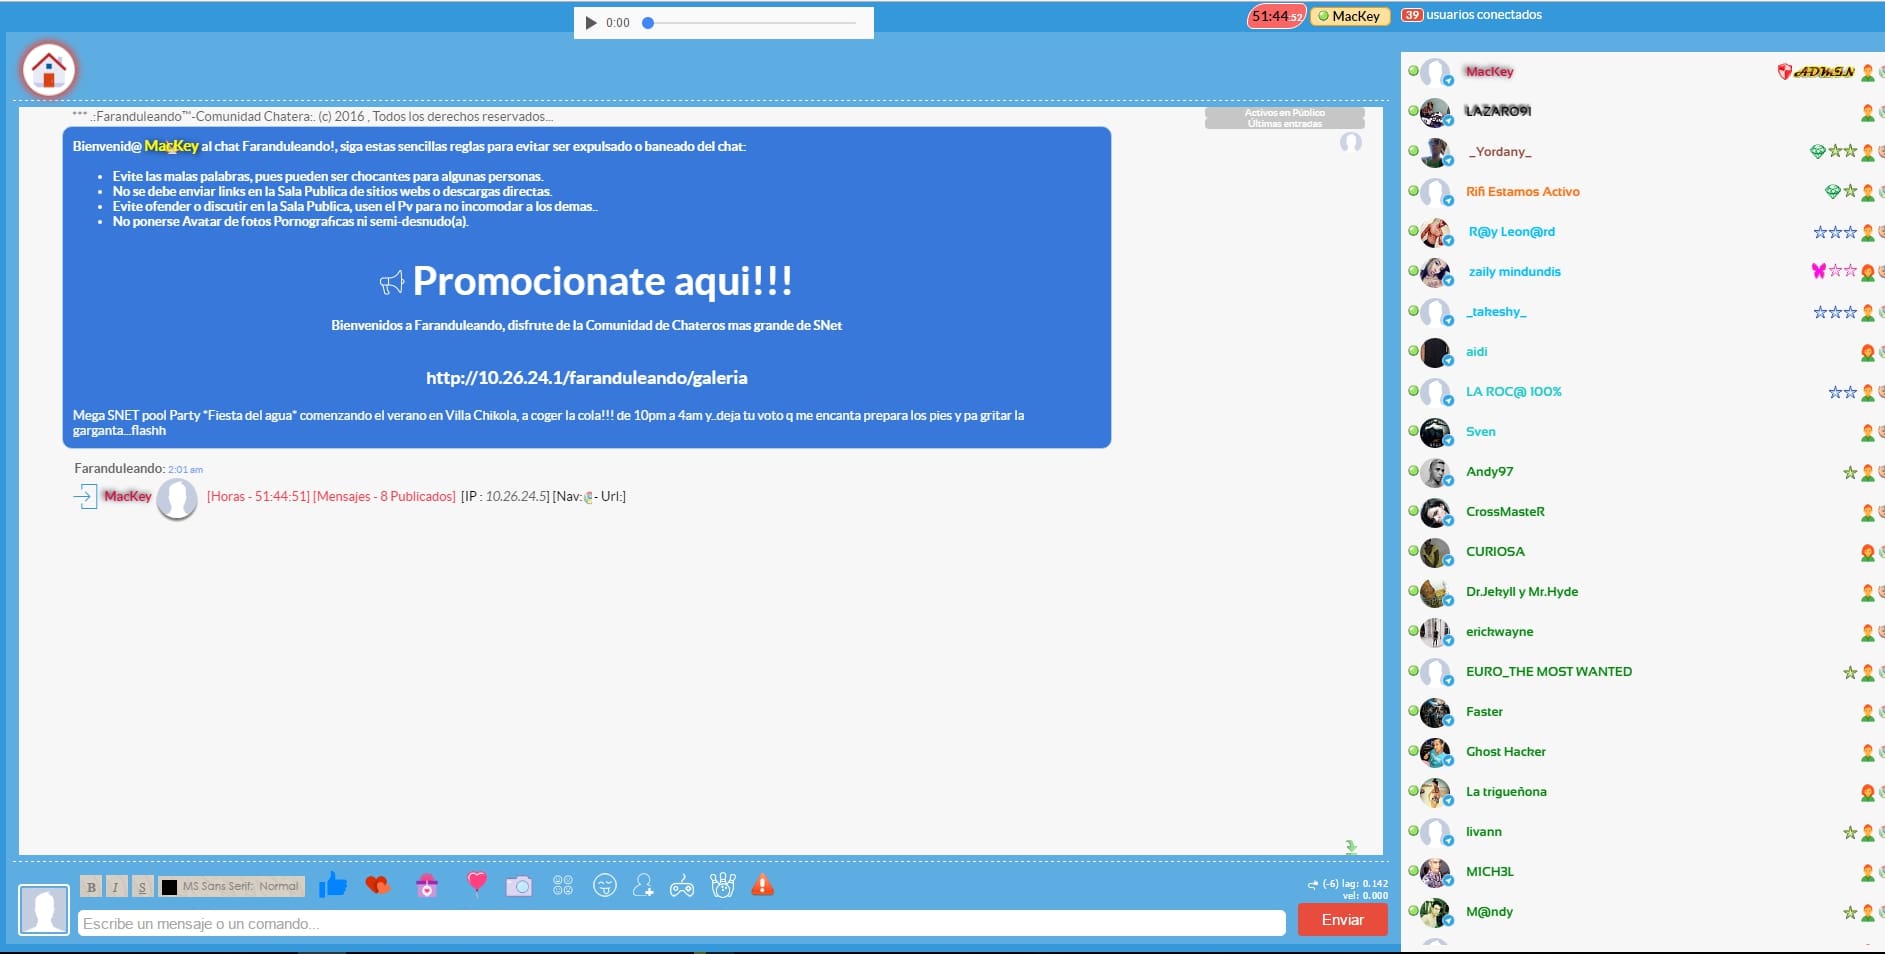 0:00
51:44:52 MacKey 39 usuarios conectados
*** .:Faranduleando™-Comunidad Chatera:. (c) 2016 , Todos los derechos reservados...
Activos en Público
Últimas entradas
Bienvenid@ MacKey al chat Faranduleando!, siga estas sencillas reglas para evitar ser expulsado o baneado del chat:
• Evite las malas palabras, pues pueden ser chocantes para algunas personas.
• No se debe enviar links en la Sala Publica de sitios webs o descargas directas.
• Evite ofender o discutir en la Sala Publica, usen el Pv para no incomodar a los demas..
• No ponerse Avatar de fotos Pornograficas ni semi-desnudo(a).
Promocionate aqui!!!
Bienvenidos a Faranduleando, disfrute de la Comunidad de Chateros mas grande de SNet
http://10.26.24.1/faranduleando/galeria
Mega SNET pool Party *Fiesta del agua* comenzando el verano en Villa Chikola, a coger la cola!!! de 10pm a 4am y..deja tu voto q me encanta prepara los pies y pa gritar la
garganta...flashh
Faranduleando: 2:01 am
MacKey [Horas - 51:44:51] [Mensajes - 8 Publicados] [IP : 10.26.24.5] [Nav: - Url:]
B I S MS Sans Serif: Normal
(-6) lag: 0.142
vel: 0.000
Escribe un mensaje o un comando...
Enviar
MacKey ADMIN
LAZARO91
_Yordany_
Rifi Estamos Activo
R@y Leon@rd
zaily mindundis
_takeshy_
aidi
LA ROC@ 100%
Sven
Andy97
CrossMasteR
CURIOSA
Dr.Jekyll y Mr.Hyde
erickwayne
EURO_THE MOST WANTED
Faster
Ghost Hacker
La trigueñona
livann
MICH3L
M@ndy